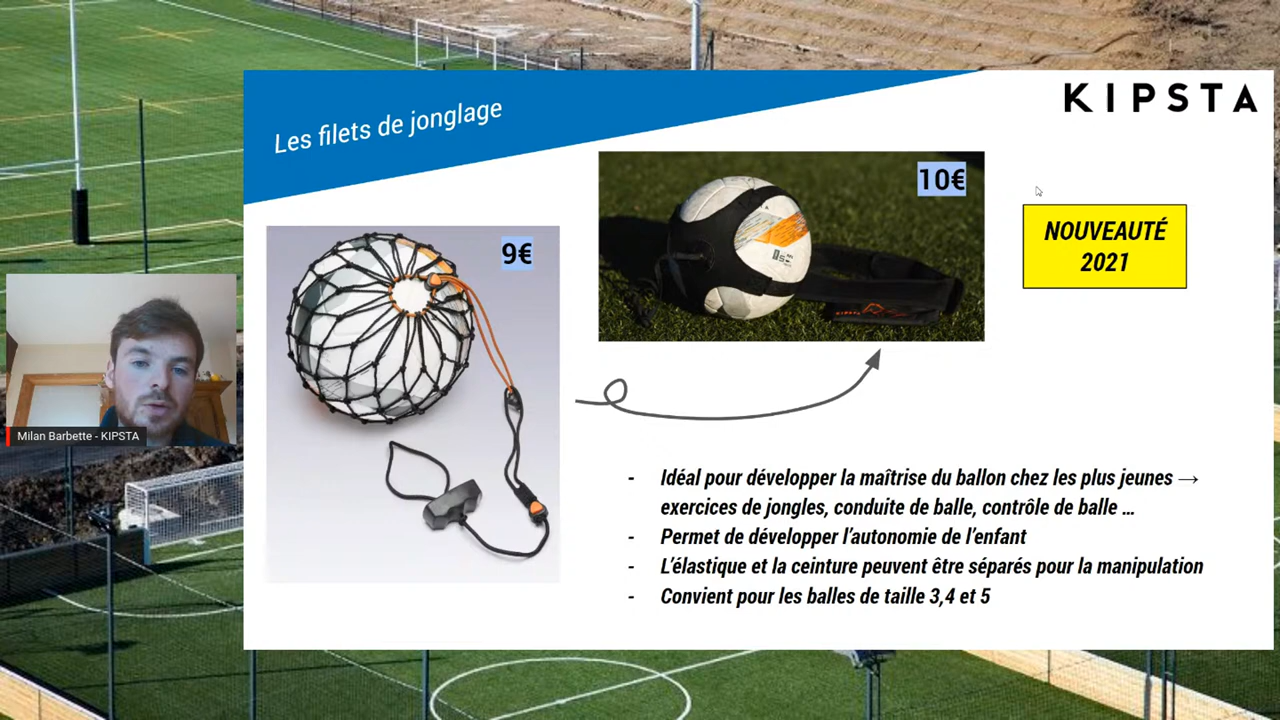 Les filets de jonglage
KIPSTA
10€
NOUVEAUTÉ
2021
9€
Milan Barbette - KIPSTA
- Idéal pour développer la maîtrise du ballon chez les plus jeunes →
exercices de jongles, conduite de balle, contrôle de balle ...
- Permet de développer l'autonomie de l'enfant
- L'élastique et la ceinture peuvent être séparés pour la manipulation
- Convient pour les balles de taille 3,4 et 5